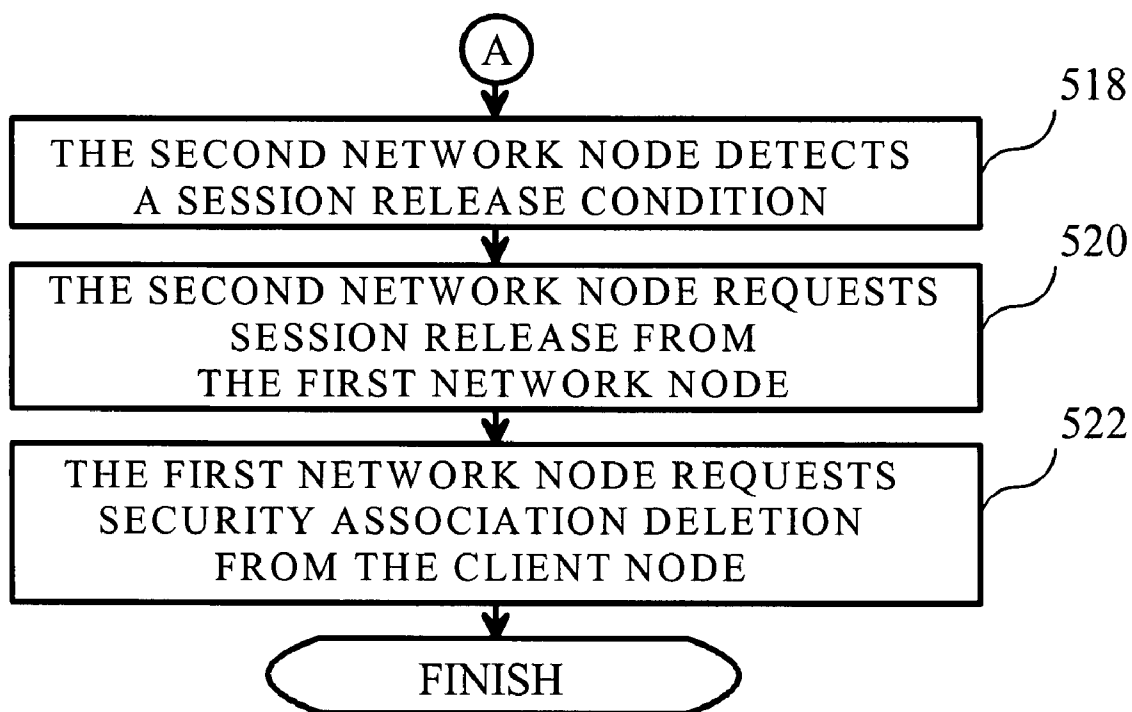 A
518
THE SECOND NETWORK NODE DETECTS
A SESSION RELEASE CONDITION
520
THE SECOND NETWORK NODE REQUESTS
SESSION RELEASE FROM
THE FIRST NETWORK NODE
522
THE FIRST NETWORK NODE REQUESTS
SECURITY ASSOCIATION DELETION
FROM THE CLIENT NODE
FINISH